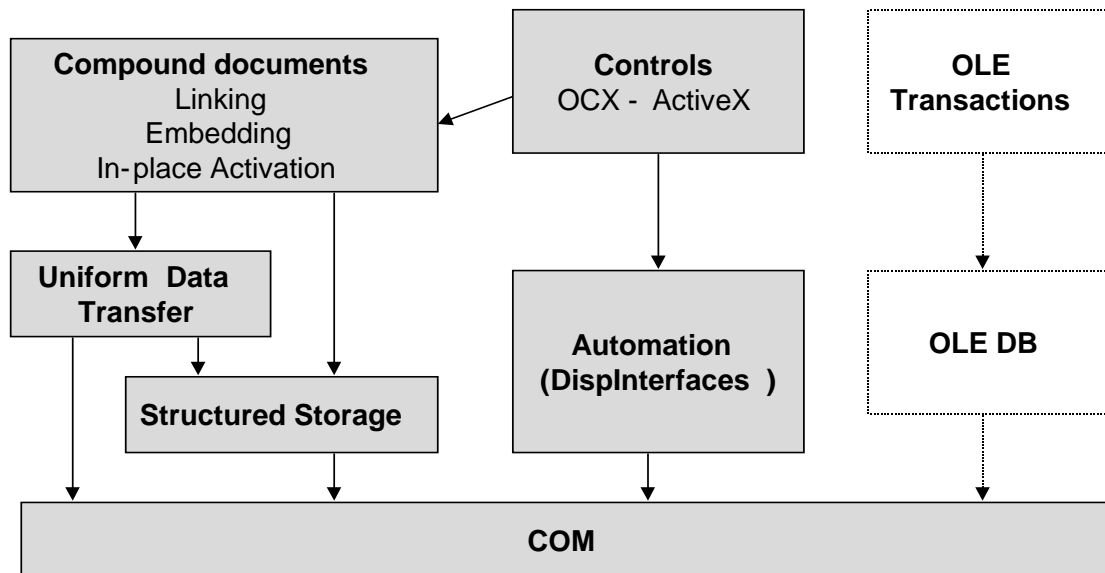 Compound documents
Linking
Embedding
In-place Activation
Controls
OCX - ActiveX
OLE
Transactions
Uniform Data
Transfer
Automation
(DispInterfaces )
OLE DB
Structured Storage
COM